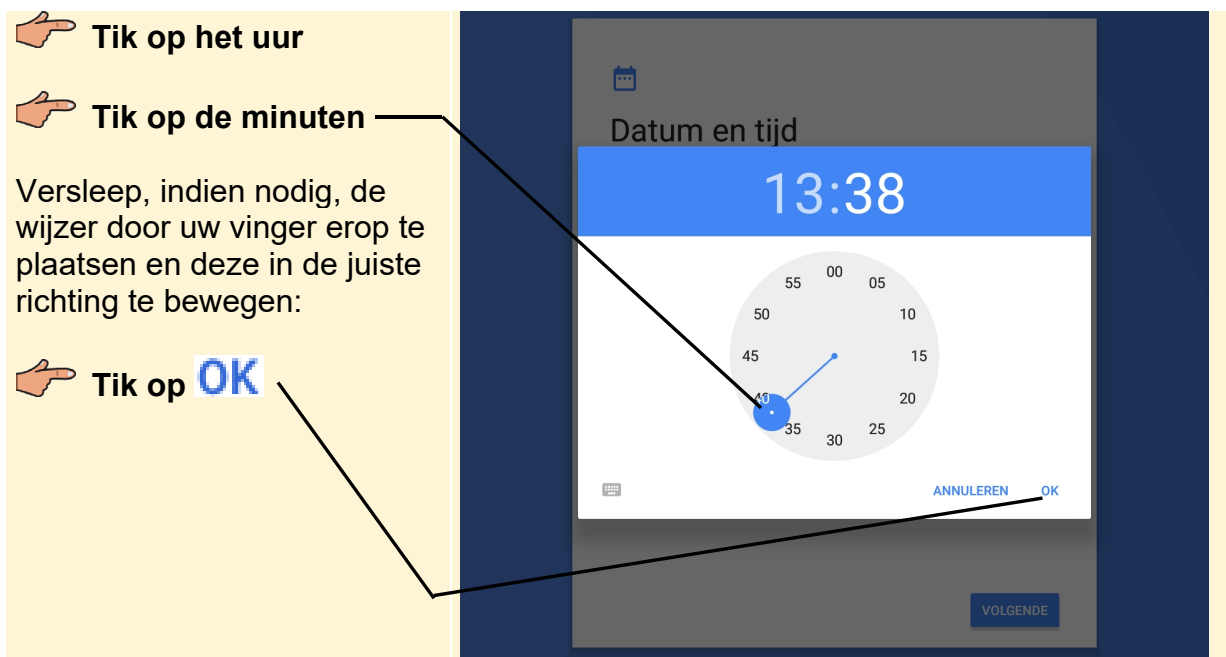 Tik op het uur
Tik op de minuten
Versleep, indien nodig, de
wijzer door uw vinger erop te
plaatsen en deze in de juiste
richting te bewegen:
Tik op OK
Datum en tijd
13:38
00
05
10
15
20
25
30
35
40
45
50
55
ANNULEREN
OK
VOLGENDE